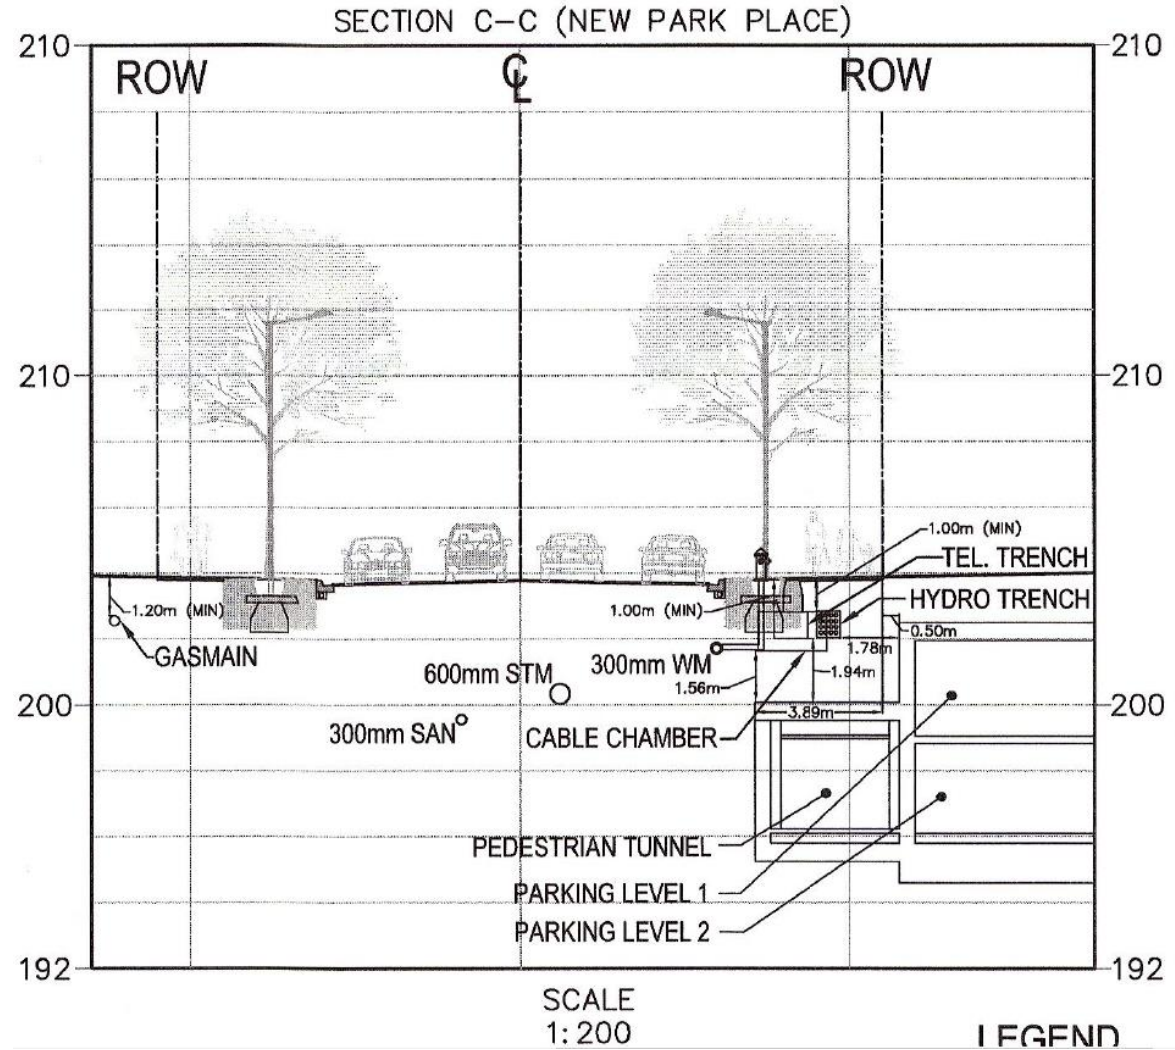 SECTION C-C (NEW PARK PLACE)
210 210
ROW CL ROW
210 210
1.00m (MIN)
TEL. TRENCH
1.20m (MIN) 1.00m (MIN) HYDRO TRENCH
0.50m
GASMAIN 1.78m
600mm STM 300mm WM 1.94m
1.56m
200 3.89m 200
300mm SAN CABLE CHAMBER
PEDESTRIAN TUNNEL
PARKING LEVEL 1
PARKING LEVEL 2
192 192
SCALE
1:200
LEGEND